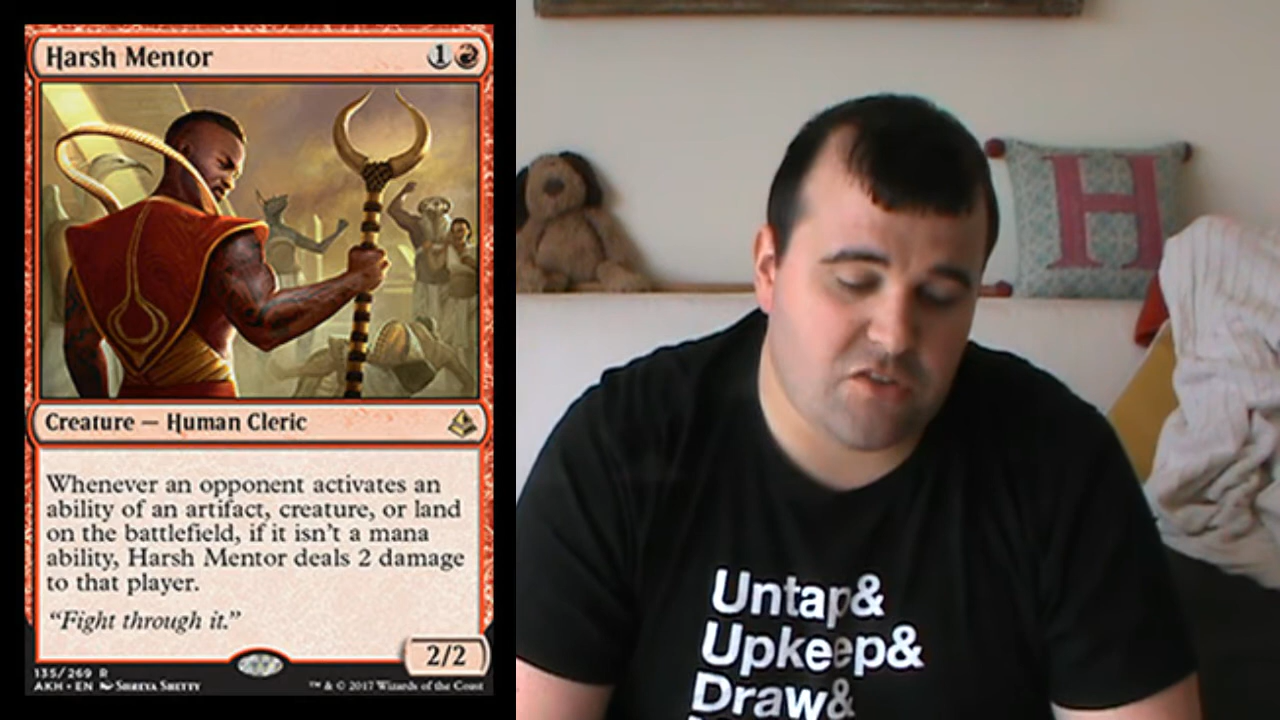 Harsh Mentor 1
Creature — Human Cleric
Whenever an opponent activates an
ability of an artifact, creature, or land
on the battlefield, if it isn't a mana
ability, Harsh Mentor deals 2 damage
to that player.
"Fight through it."
2/2
135/269 R
AKH • EN Shreya Shetty
™ & © 2017 Wizards of the Coast
H
Untap&
Upkeep&
Draw&